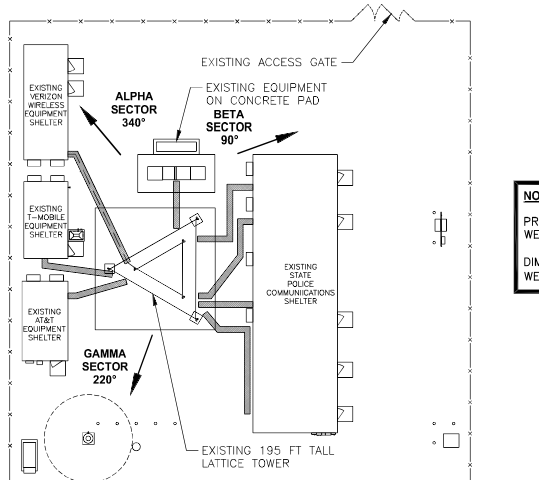 EXISTING ACCESS GATE
EXISTING
VERIZON
WIRELESS
EQUIPMENT
SHELTER
ALPHA
SECTOR
340°
EXISTING EQUIPMENT
ON CONCRETE PAD
BETA
SECTOR
90°
EXISTING
T-MOBILE
EQUIPMENT
SHELTER
NO
PR
WE
DIM
WE
EXISTING
STATE
POLICE
COMMUNICATIONS
SHELTER
EXISTING
AT&T
EQUIPMENT
SHELTER
GAMMA
SECTOR
220°
EXISTING 195 FT TALL
LATTICE TOWER